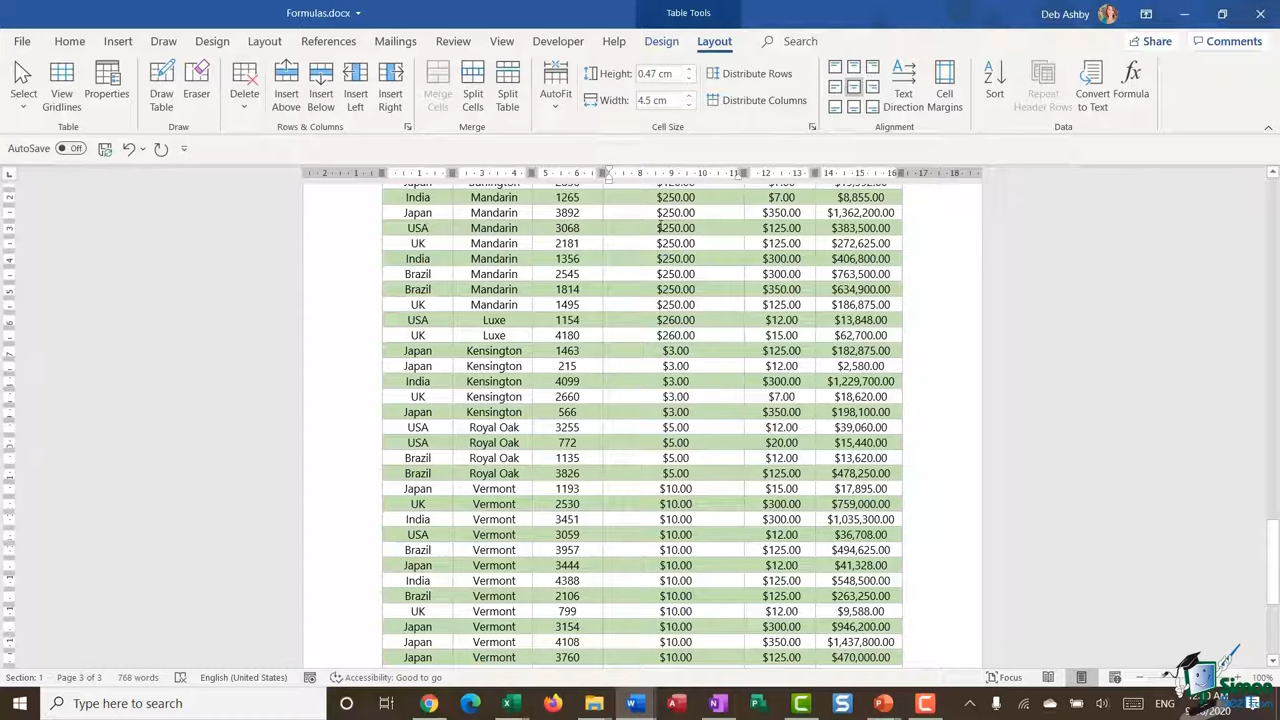 Formulas.docx
Table Tools
Deb Ashby
File Home Insert Draw Design Layout References Mailings Review View Developer Help Design Layout Search Share Comments
Select View Gridlines Properties Draw Table Eraser Delete Insert Above Insert Below Insert Left Insert Right Merge Cells Split Cells Split Table AutoFit Height: 0.47 cm Width: 4.5 cm Distribute Rows Distribute Columns Text Direction Cell Margins Sort Repeat Header Rows Convert to Text Formula
Table Draw Rows & Columns Merge Cell Size Alignment Data
AutoSave Off
2 1 1 2 3 4 5 6 8 9 10 11 12 13 14 15 16 17 18
India Mandarin 1265 $250.00 $7.00 $8,855.00
Japan Mandarin 3892 $250.00 $350.00 $1,362,200.00
USA Mandarin 3068 $250.00 $125.00 $383,500.00
UK Mandarin 2181 $250.00 $125.00 $272,625.00
India Mandarin 1356 $250.00 $300.00 $406,800.00
Brazil Mandarin 2545 $250.00 $300.00 $763,500.00
Brazil Mandarin 1814 $250.00 $350.00 $634,900.00
UK Mandarin 1495 $250.00 $125.00 $186,875.00
USA Luxe 1154 $260.00 $12.00 $13,848.00
UK Luxe 4180 $260.00 $15.00 $62,700.00
Japan Kensington 1463 $3.00 $125.00 $182,875.00
Japan Kensington 215 $3.00 $12.00 $2,580.00
India Kensington 4099 $3.00 $300.00 $1,229,700.00
UK Kensington 2660 $3.00 $7.00 $18,620.00
Japan Kensington 566 $3.00 $350.00 $198,100.00
USA Royal Oak 3255 $5.00 $12.00 $39,060.00
USA Royal Oak 772 $5.00 $20.00 $15,440.00
Brazil Royal Oak 1135 $5.00 $12.00 $13,620.00
Brazil Royal Oak 3826 $5.00 $125.00 $478,250.00
Japan Vermont 1193 $10.00 $15.00 $17,895.00
UK Vermont 2530 $10.00 $300.00 $759,000.00
India Vermont 3451 $10.00 $300.00 $1,035,300.00
USA Vermont 3059 $10.00 $12.00 $36,708.00
Brazil Vermont 3957 $10.00 $125.00 $494,625.00
Japan Vermont 3444 $10.00 $12.00 $41,328.00
India Vermont 4388 $10.00 $125.00 $548,500.00
Brazil Vermont 2106 $10.00 $125.00 $263,250.00
UK Vermont 799 $10.00 $12.00 $9,588.00
Japan Vermont 3154 $10.00 $300.00 $946,200.00
Japan Vermont 4108 $10.00 $350.00 $1,437,800.00
Japan Vermont 3760 $10.00 $125.00 $470,000.00
Section: 1 Page 3 of 3 768 words English (United States) Accessibility: Good to go Focus 100%
Type here to search ENG